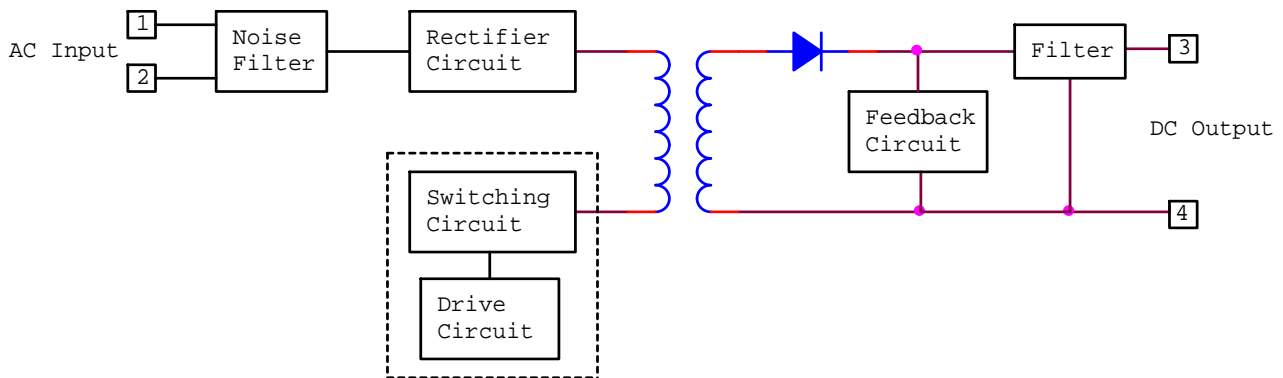 AC Input
1
2
Noise
Filter
Rectifier
Circuit
Switching
Circuit
Drive
Circuit
Feedback
Circuit
Filter
3
DC Output
4